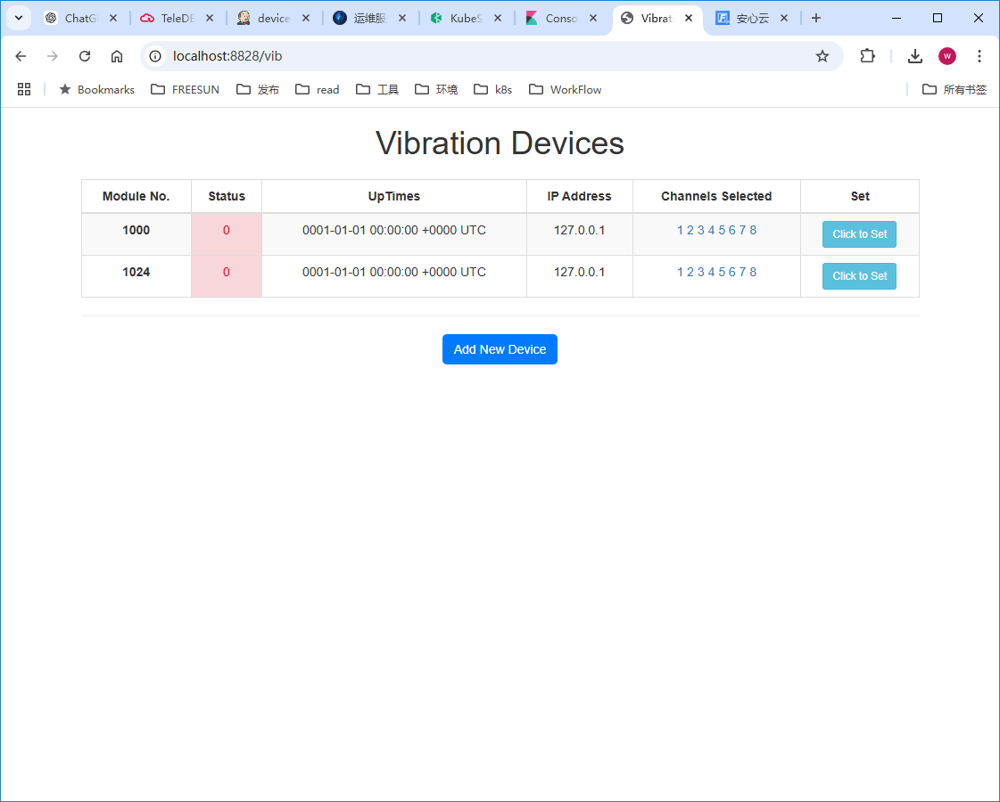 ChatG TeleDE device 运维服 KubeS Conso Vibrat 安心云
localhost:8828/vib
W
Bookmarks FREESUN 发布 read 工具 环境 k8s WorkFlow 所有书签
Vibration Devices
Module No. Status UpTimes IP Address Channels Selected Set
1000 0 0001-01-01 00:00:00 +0000 UTC 127.0.0.1 1 2 3 4 5 6 7 8 Click to Set
1024 0 0001-01-01 00:00:00 +0000 UTC 127.0.0.1 1 2 3 4 5 6 7 8 Click to Set
Add New Device